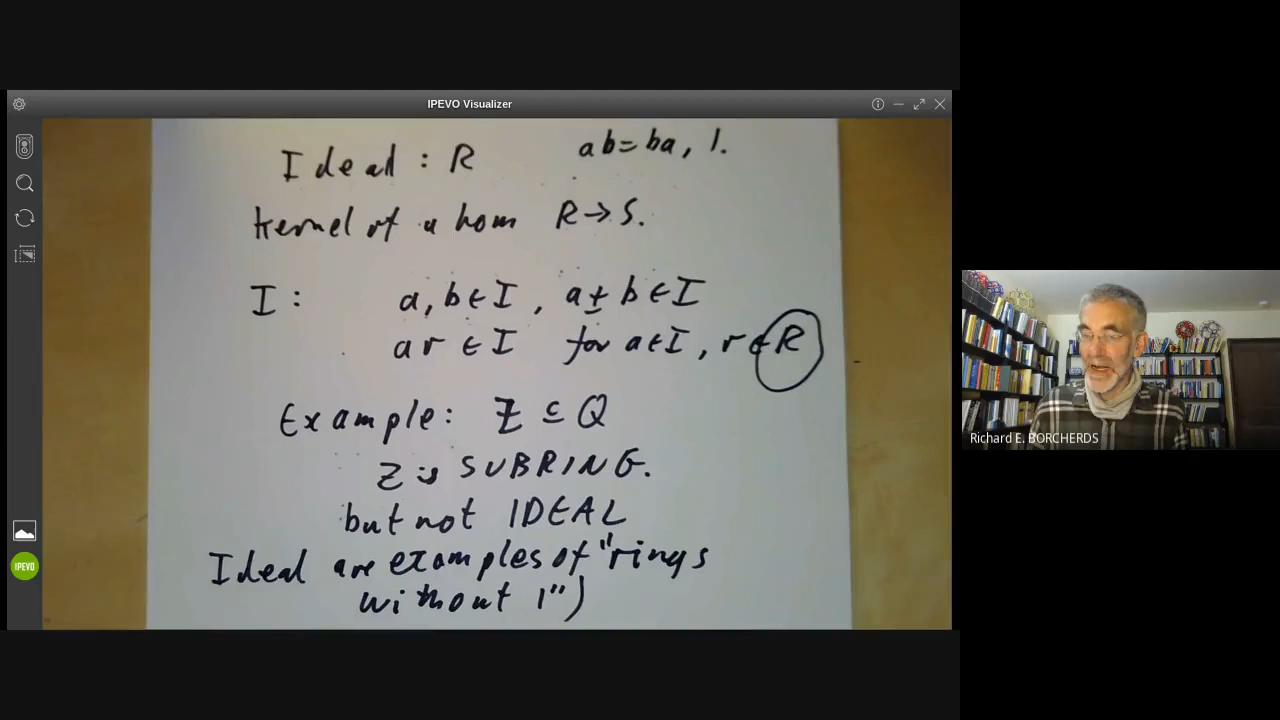 IPEVO Visualizer
Ideal : R ab=ba, 1.
kernel of a hom R→S.
I : a, b∈I , a±b∈I
ar ∈ I for a∈I, r∈R
Example: Z ⊆ Q
Z is SUBRING.
but not IDEAL
Ideal are examples of "rings
without 1")
IPEVO
Richard E. BORCHERDS